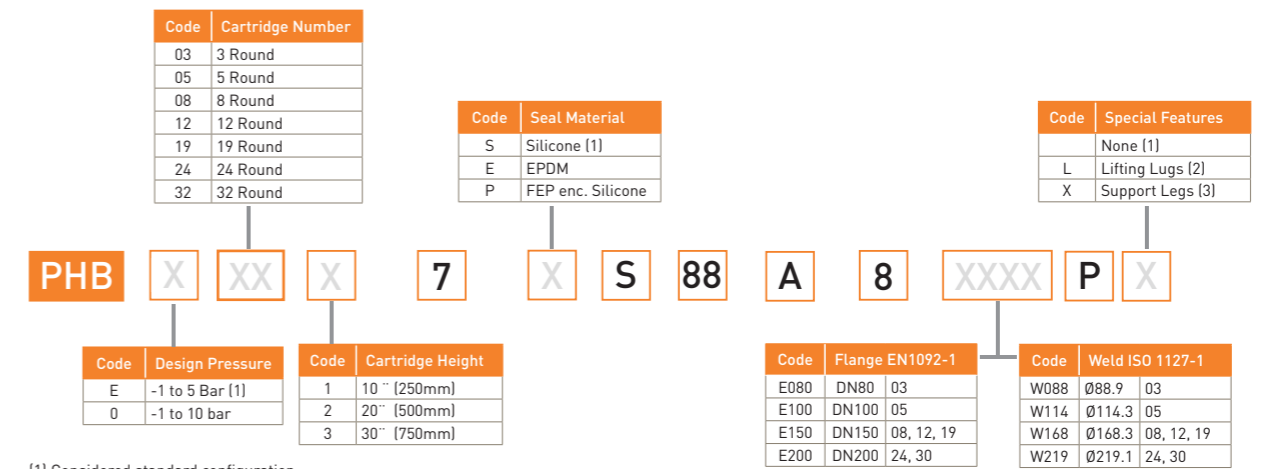 Code Cartridge Number
03 3 Round
05 5 Round
08 8 Round
12 12 Round
19 19 Round
24 24 Round
32 32 Round
Code Seal Material
S Silicone (1)
E EPDM
P FEP enc. Silicone
Code Special Features
None (1)
L Lifting Lugs (2)
X Support Legs (3)
PHB X XX X 7 X S 88 A 8 XXXX P X
Code Design Pressure
E -1 to 5 Bar (1)
0 -1 to 10 bar
Code Cartridge Height
1 10 ¨ (250mm)
2 20¨ (500mm)
3 30¨ (750mm)
Code Flange EN1092-1
E080 DN80 03
E100 DN100 05
E150 DN150 08, 12, 19
E200 DN200 24, 30
Code Weld ISO 1127-1
W088 Ø88.9 03
W114 Ø114.3 05
W168 Ø168.3 08, 12, 19
W219 Ø219.1 24, 30
(1) Considered standard configuration